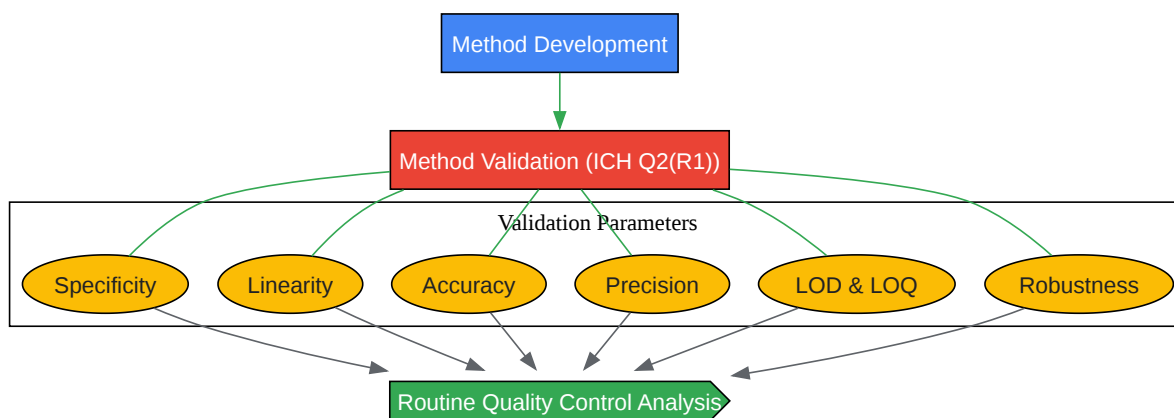 Method Development
Method Validation (ICH Q2(R1))
Validation Parameters
Specificity
Linearity
Accuracy
Precision
LOD & LOQ
Robustness
Routine Quality Control Analysis